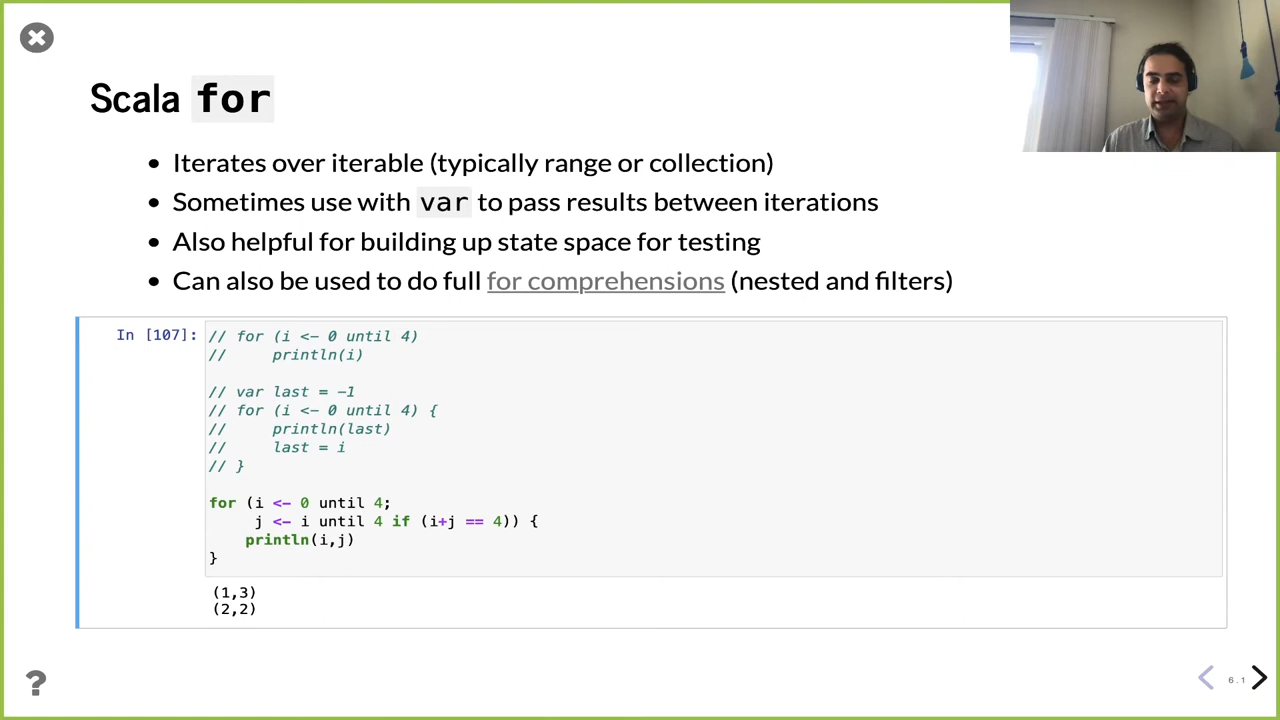 Scala for
• Iterates over iterable (typically range or collection)
• Sometimes use with var to pass results between iterations
• Also helpful for building up state space for testing
• Can also be used to do full for comprehensions (nested and filters)
In [107]: // for (i <- 0 until 4)
//     println(i)
// var last = -1
// for (i <- 0 until 4) {
//     println(last)
//     last = i
// }
for (i <- 0 until 4;
     j <- i until 4 if (i+j == 4)) {
    println(i,j)
}
(1,3)
(2,2)
?
6.1